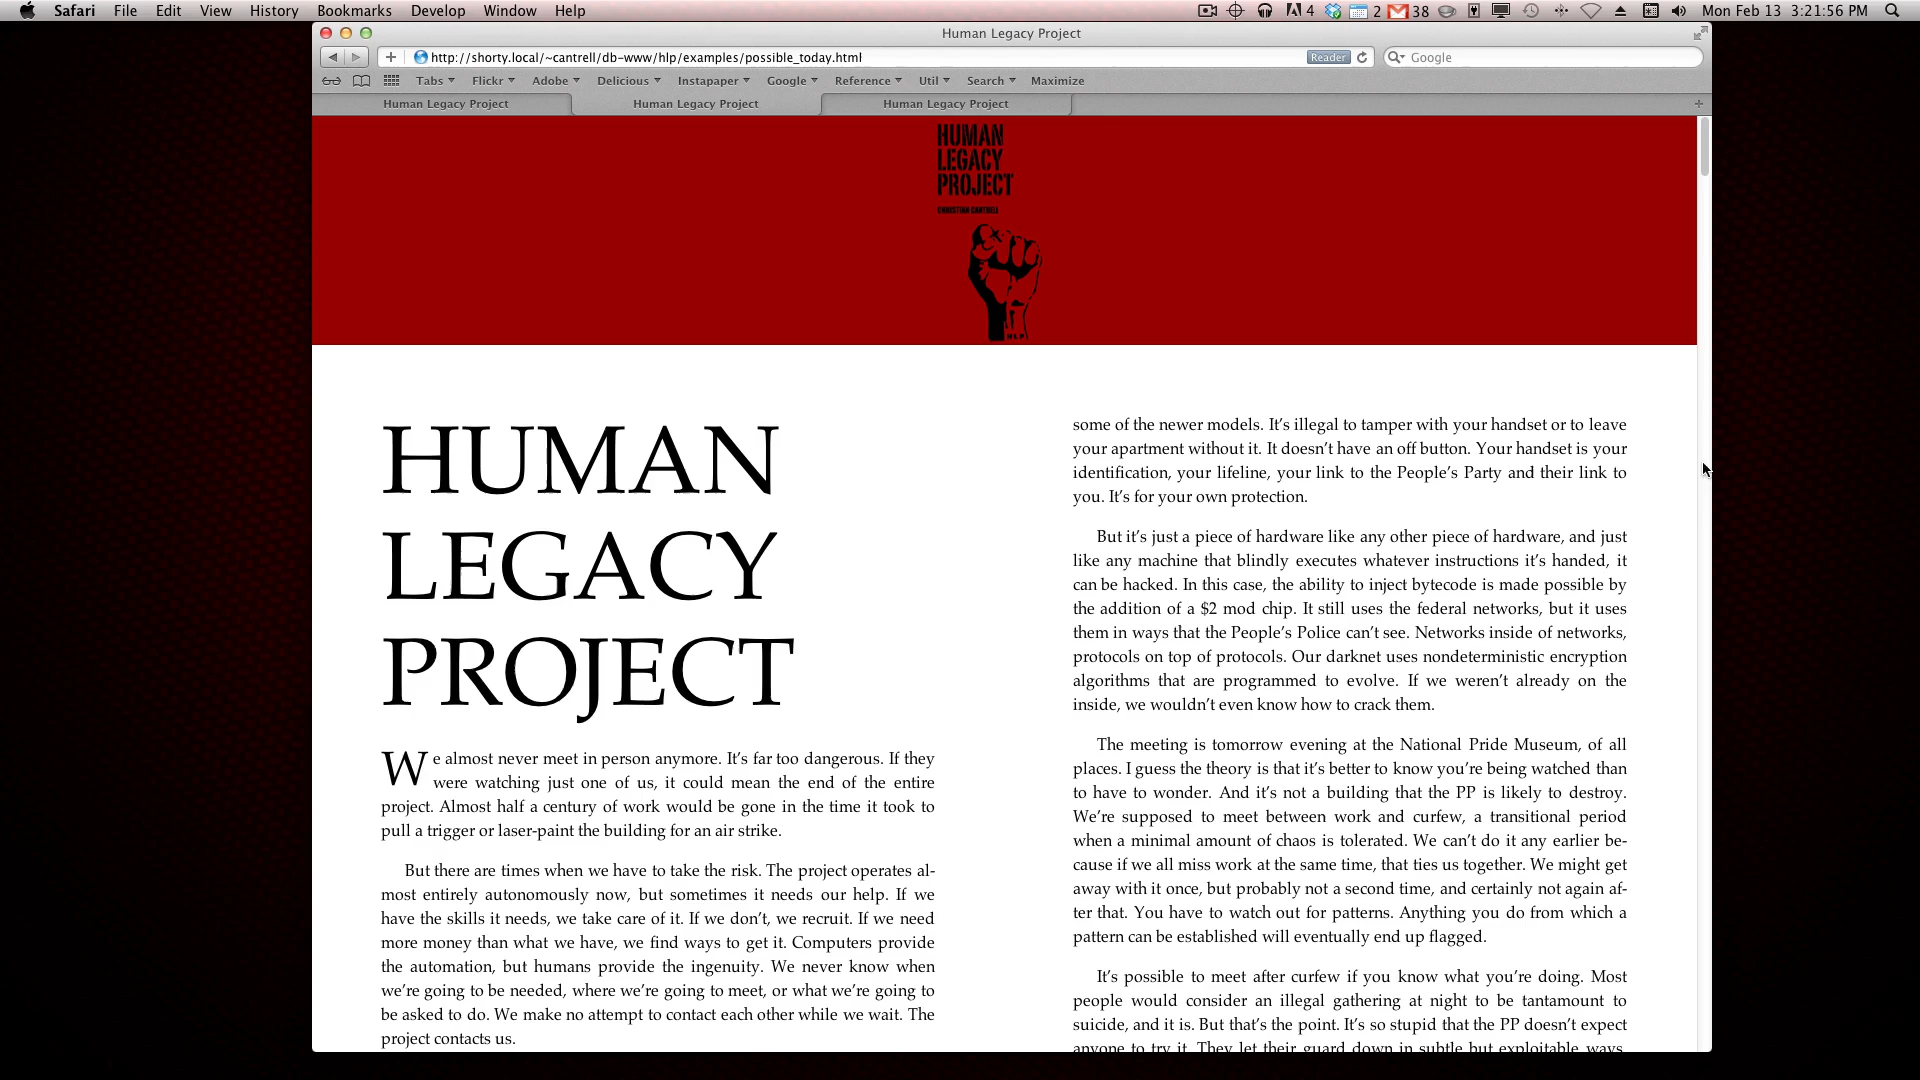 Safari File Edit View History Bookmarks Develop Window Help 4 2 38 Mon Feb 13 3:21:56 PM
Human Legacy Project
http://shorty.local/~cantrell/db-www/hlp/examples/possible_today.html Reader Google
Tabs Flickr Adobe Delicious Instapaper Google Reference Util Search Maximize
Human Legacy Project Human Legacy Project Human Legacy Project
HUMAN
LEGACY
PROJECT
CHRISTIAN CANTRELL
HLP
HUMAN
LEGACY
PROJECT
We almost never meet in person anymore. It’s far too dangerous. If they
were watching just one of us, it could mean the end of the entire
project. Almost half a century of work would be gone in the time it took to
pull a trigger or laser-paint the building for an air strike.
But there are times when we have to take the risk. The project operates al-
most entirely autonomously now, but sometimes it needs our help. If we
have the skills it needs, we take care of it. If we don’t, we recruit. If we need
more money than what we have, we find ways to get it. Computers provide
the automation, but humans provide the ingenuity. We never know when
we’re going to be needed, where we’re going to meet, or what we’re going to
be asked to do. We make no attempt to contact each other while we wait. The
project contacts us.
some of the newer models. It’s illegal to tamper with your handset or to leave
your apartment without it. It doesn’t have an off button. Your handset is your
identification, your lifeline, your link to the People’s Party and their link to
you. It’s for your own protection.
But it’s just a piece of hardware like any other piece of hardware, and just
like any machine that blindly executes whatever instructions it’s handed, it
can be hacked. In this case, the ability to inject bytecode is made possible by
the addition of a $2 mod chip. It still uses the federal networks, but it uses
them in ways that the People’s Police can’t see. Networks inside of networks,
protocols on top of protocols. Our darknet uses nondeterministic encryption
algorithms that are programmed to evolve. If we weren’t already on the
inside, we wouldn’t even know how to crack them.
The meeting is tomorrow evening at the National Pride Museum, of all
places. I guess the theory is that it’s better to know you’re being watched than
to have to wonder. And it’s not a building that the PP is likely to destroy.
We’re supposed to meet between work and curfew, a transitional period
when a minimal amount of chaos is tolerated. We can’t do it any earlier be-
cause if we all miss work at the same time, that ties us together. We might get
away with it once, but probably not a second time, and certainly not again af-
ter that. You have to watch out for patterns. Anything you do from which a
pattern can be established will eventually end up flagged.
It’s possible to meet after curfew if you know what you’re doing. Most
people would consider an illegal gathering at night to be tantamount to
suicide, and it is. But that’s the point. It’s so stupid that the PP doesn’t expect
anyone to try it. They let their guard down in subtle but exploitable ways.